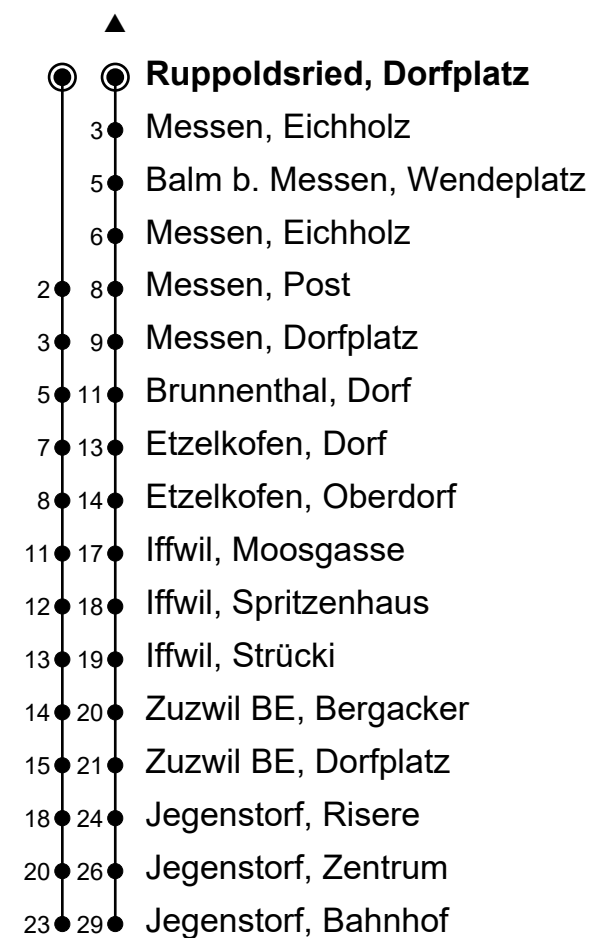 ▲
Ruppoldsried, Dorfplatz
3 Messen, Eichholz
5 Balm b. Messen, Wendeplatz
6 Messen, Eichholz
2 8 Messen, Post
3 9 Messen, Dorfplatz
5 11 Brunnenthal, Dorf
7 13 Etzelkofen, Dorf
8 14 Etzelkofen, Oberdorf
11 17 Iffwil, Moosgasse
12 18 Iffwil, Spritzenhaus
13 19 Iffwil, Strücki
14 20 Zuzwil BE, Bergacker
15 21 Zuzwil BE, Dorfplatz
18 24 Jegenstorf, Risere
20 26 Jegenstorf, Zentrum
23 29 Jegenstorf, Bahnhof